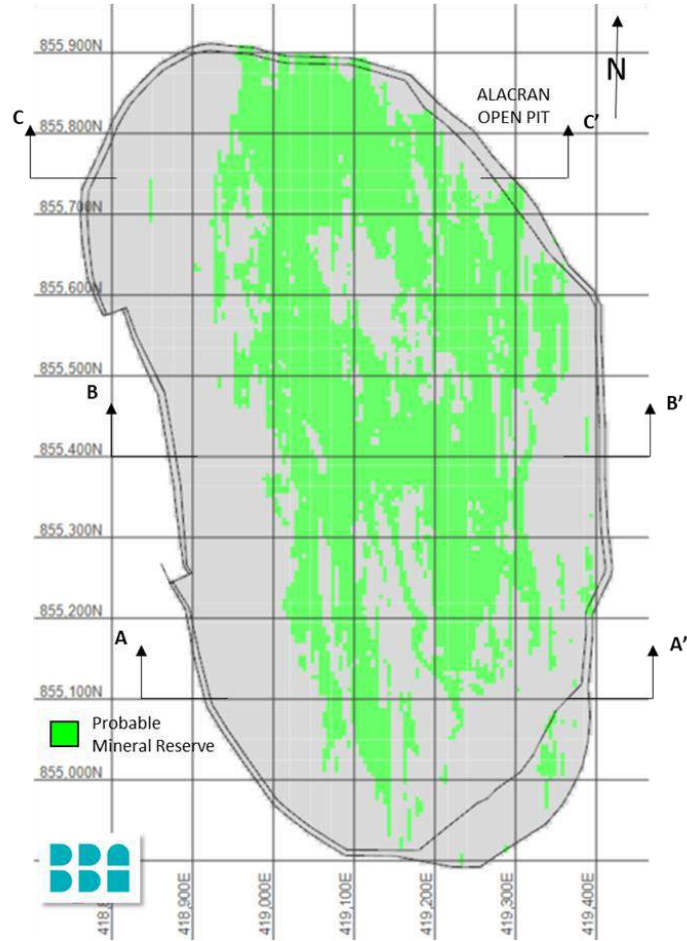 855,900N
N
ALACRAN
OPEN PIT
C
C'
855,800N
855,700N
855,600N
855,500N
B
B'
855,400N
855,300N
855,200N
A
A'
855,100N
Probable
Mineral Reserve
855,000N
BBA
418,900E
419,000E
419,100E
419,200E
419,300E
419,400E